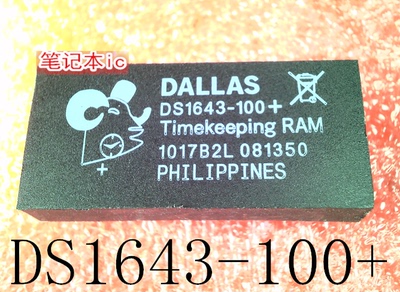 笔记本ic
DALLAS
DS1643-100+
Timekeeping RAM
1017B2L 081350
PHILIPPINES
DS1643-100+